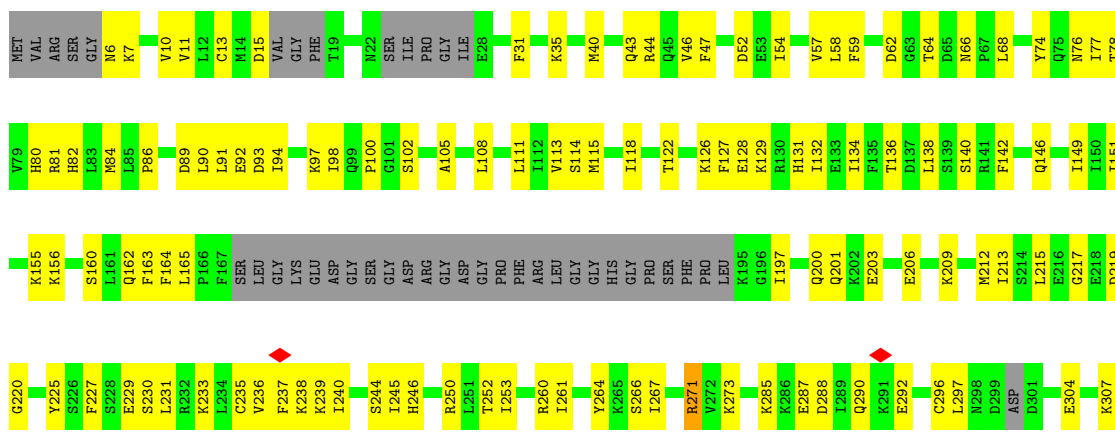 MET VAL ARG SER GLY N6 K7 V10 V11 L12 C13 M14 D15 VAL GLY PHE T19 N22 SER ILE PRO GLY ILE E28 F31 K35 M40 Q43 R44 Q45 V46 F47 D52 E53 I54 V57 L58 F59 D62 G63 T64 D65 N66 P67 L68 Y74 Q75 N76 I77 T78
V79 H80 R81 H82 L83 M84 L85 P86 D89 L90 L91 E92 D93 I94 K97 I98 Q99 P100 G101 S102 A105 L108 L111 I112 V113 S114 M115 I118 T122 K126 F127 E128 K129 R130 H131 I132 E133 I134 F135 T136 D137 L138 S139 S140 R141 F142 Q146 I149 I150
K155 K156 S160 L161 Q162 F163 F164 L165 P166 F167 SER LEU GLY LYS GLU ASP GLY SER GLY ASP ARG GLY ASP GLY PRO PHE ARG LEU GLY GLY HIS GLY PRO SER PHE PRO LEU K195 G196 I197 Q200 Q201 K202 E203 E206 K209 M212 I213 S214 L215 E216 G217 E218
G220 Y225 S226 F227 S228 E229 S230 L231 R232 K233 L234 C235 V236 F237 K238 K239 I240 S244 I245 H246 R250 L251 T252 I253 R260 I261 Y264 K265 S266 I267 R271 V272 K273 K285 K286 E287 D288 I289 Q290 K291 E292 C296 L297 N298 D299 ASP D301 E304 K307